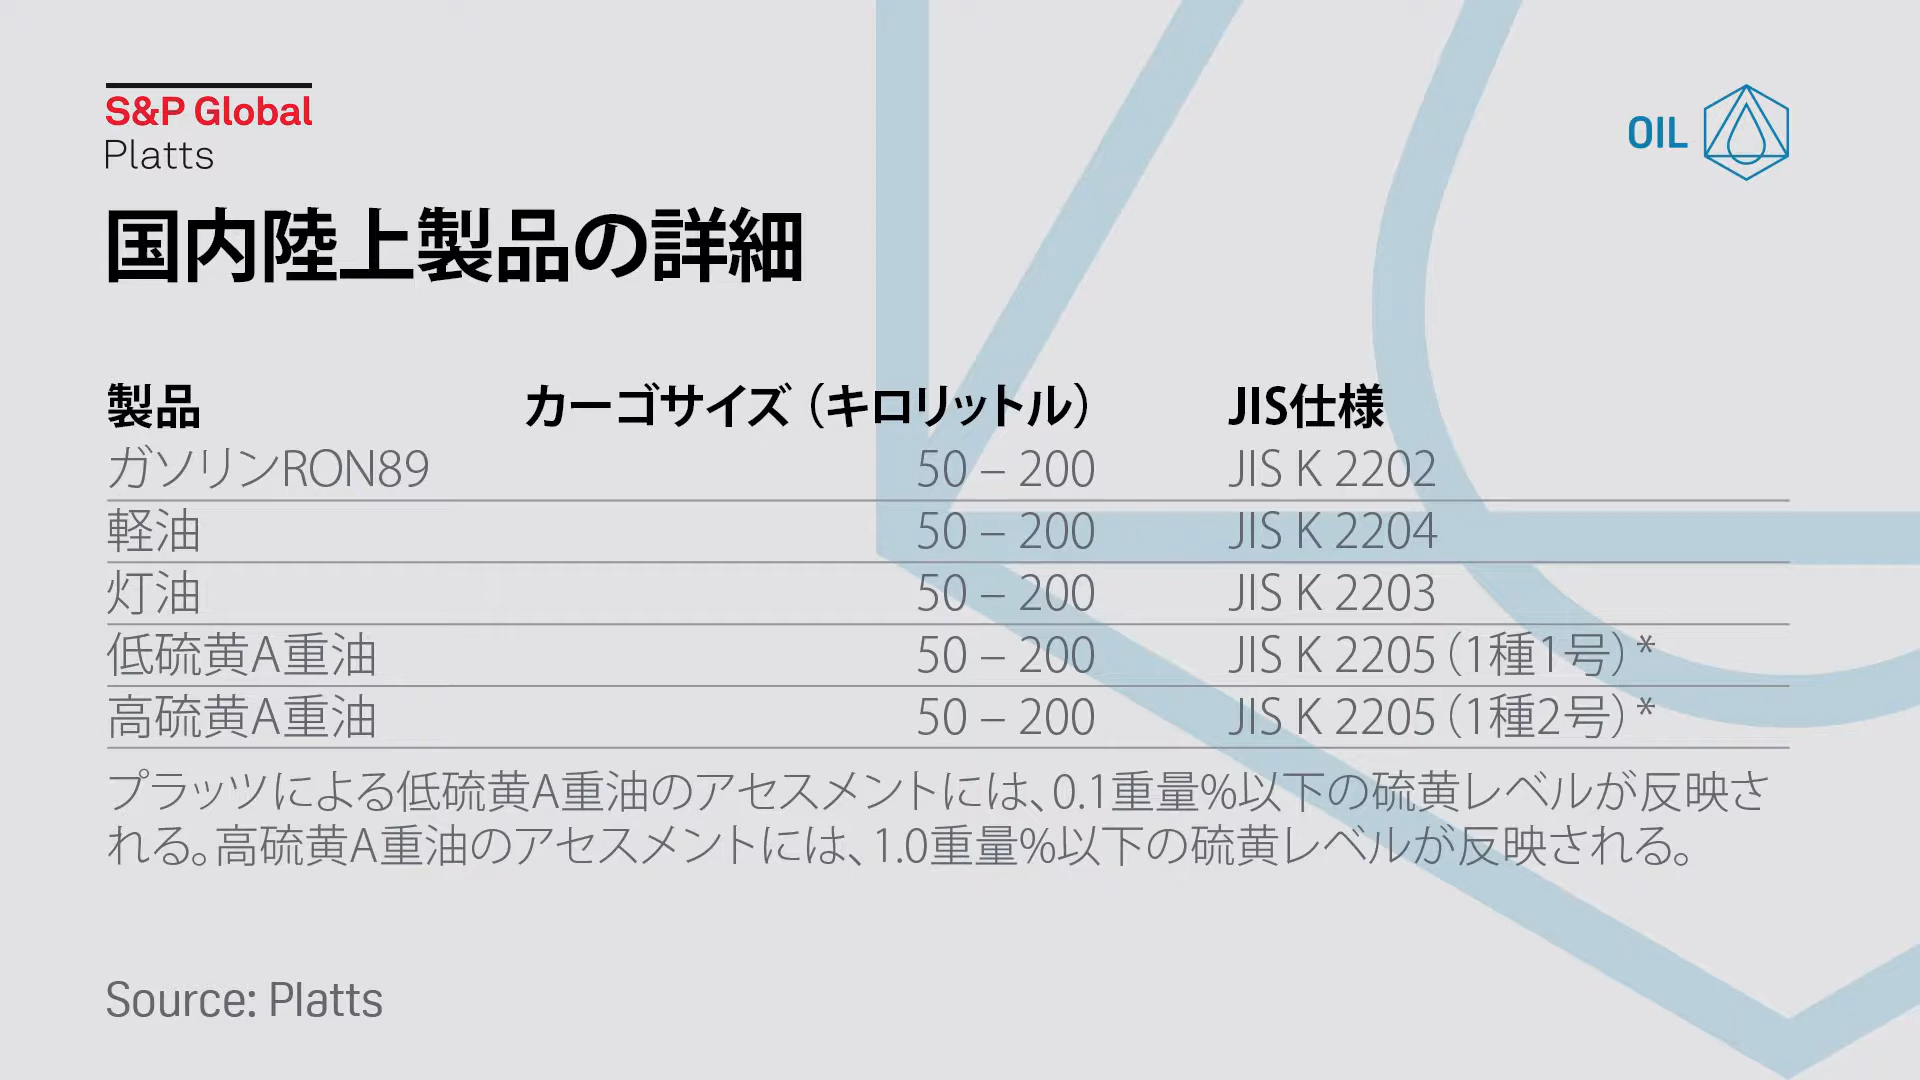 S&P Global
Platts
OIL
国内陸上製品の詳細
製品 カーゴサイズ（キロリットル） JIS仕様
ガソリンRON89 50 – 200 JIS K 2202
軽油 50 – 200 JIS K 2204
灯油 50 – 200 JIS K 2203
低硫黄A重油 50 – 200 JIS K 2205（1種1号）*
高硫黄A重油 50 – 200 JIS K 2205（1種2号）*
プラッツによる低硫黄A重油のアセスメントには、0.1重量%以下の硫黄レベルが反映さ
れる。高硫黄A重油のアセスメントには、1.0重量%以下の硫黄レベルが反映される。
Source: Platts